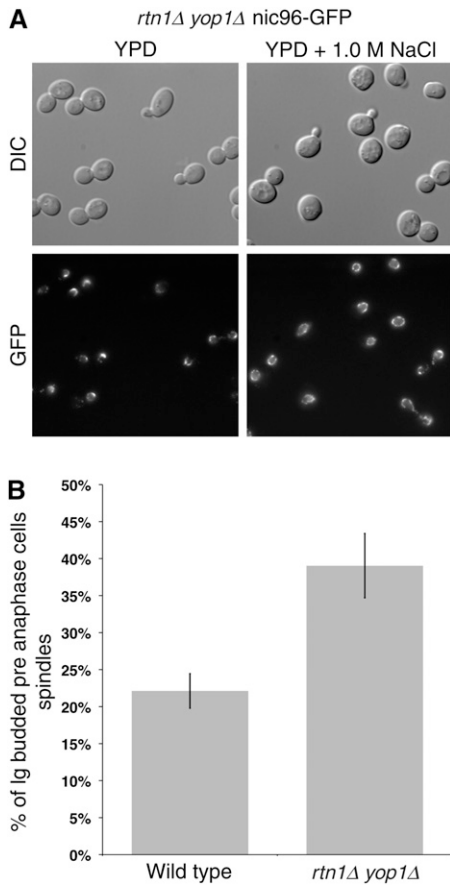 A
rtn1Δ yop1Δ nic96-GFP
YPD
YPD + 1.0 M NaCl
DIC
GFP
B
% of lg budded pre anaphase cells
spindles
50%
45%
40%
35%
30%
25%
20%
15%
10%
5%
0%
Wild type
rtn1Δ yop1Δ